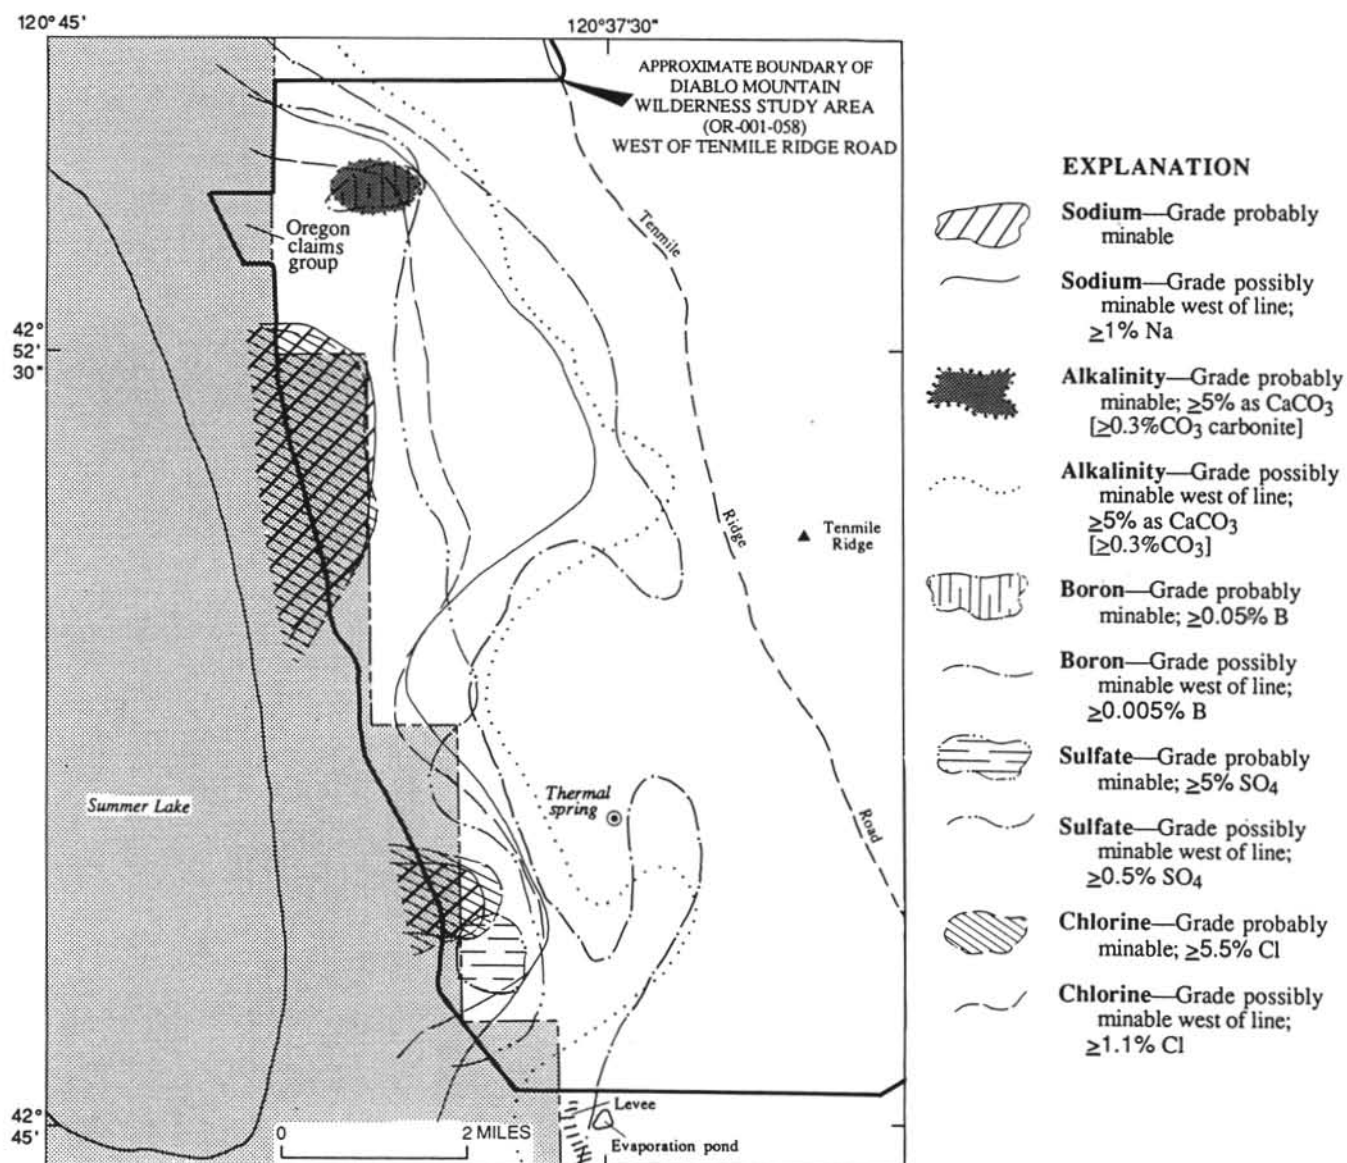 120°45'
120°37'30"
APPROXIMATE BOUNDARY OF
DIABLO MOUNTAIN
WILDERNESS STUDY AREA
(OR-001-058)
WEST OF TENMILE RIDGE ROAD
Tenmile
Ridge
Road
Oregon
claims
group
42°
52'
30"
Tenmile
Ridge
Summer Lake
Thermal
spring
42°
45'
0 2 MILES
Levee
Evaporation pond
EXPLANATION
Sodium—Grade probably
minable
Sodium—Grade possibly
minable west of line;
≥1% Na
Alkalinity—Grade probably
minable; ≥5% as CaCO3
[≥0.3%CO3 carbonite]
Alkalinity—Grade possibly
minable west of line;
≥5% as CaCO3
[≥0.3%CO3]
Boron—Grade probably
minable; ≥0.05% B
Boron—Grade possibly
minable west of line;
≥0.005% B
Sulfate—Grade probably
minable; ≥5% SO4
Sulfate—Grade possibly
minable west of line;
≥0.5% SO4
Chlorine—Grade probably
minable; ≥5.5% Cl
Chlorine—Grade possibly
minable west of line;
≥1.1% Cl